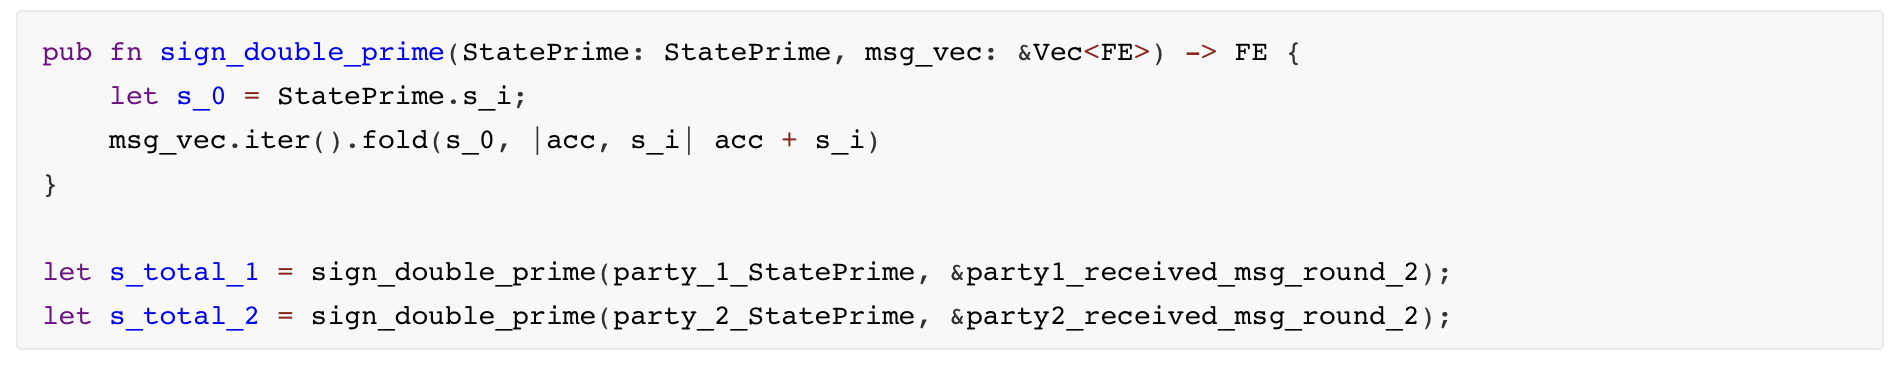 pub fn sign_double_prime(StatePrime: StatePrime, msg_vec: &Vec<FE>) -> FE {
    let s_0 = StatePrime.s_i;
    msg_vec.iter().fold(s_0, |acc, s_i| acc + s_i)
}
let s_total_1 = sign_double_prime(party_1_StatePrime, &party1_received_msg_round_2);
let s_total_2 = sign_double_prime(party_2_StatePrime, &party2_received_msg_round_2);